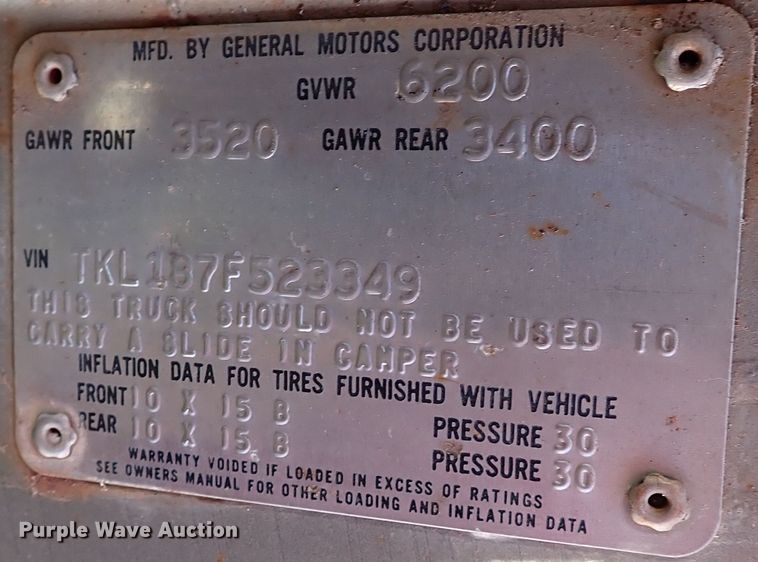 MFD. BY GENERAL MOTORS CORPORATION
GVWR 6200
GAWR FRONT 3520 GAWR REAR 3400
VIN TKL187F523349
THIS TRUCK SHOULD NOT BE USED TO
CARRY A SLIDE IN CAMPER
INFLATION DATA FOR TIRES FURNISHED WITH VEHICLE
FRONT 10 X 15 B PRESSURE 30
REAR 10 X 15 B PRESSURE 30
WARRANTY VOIDED IF LOADED IN EXCESS OF RATINGS
SEE OWNERS MANUAL FOR OTHER LOADING AND INFLATION DATA
Purple Wave Auction